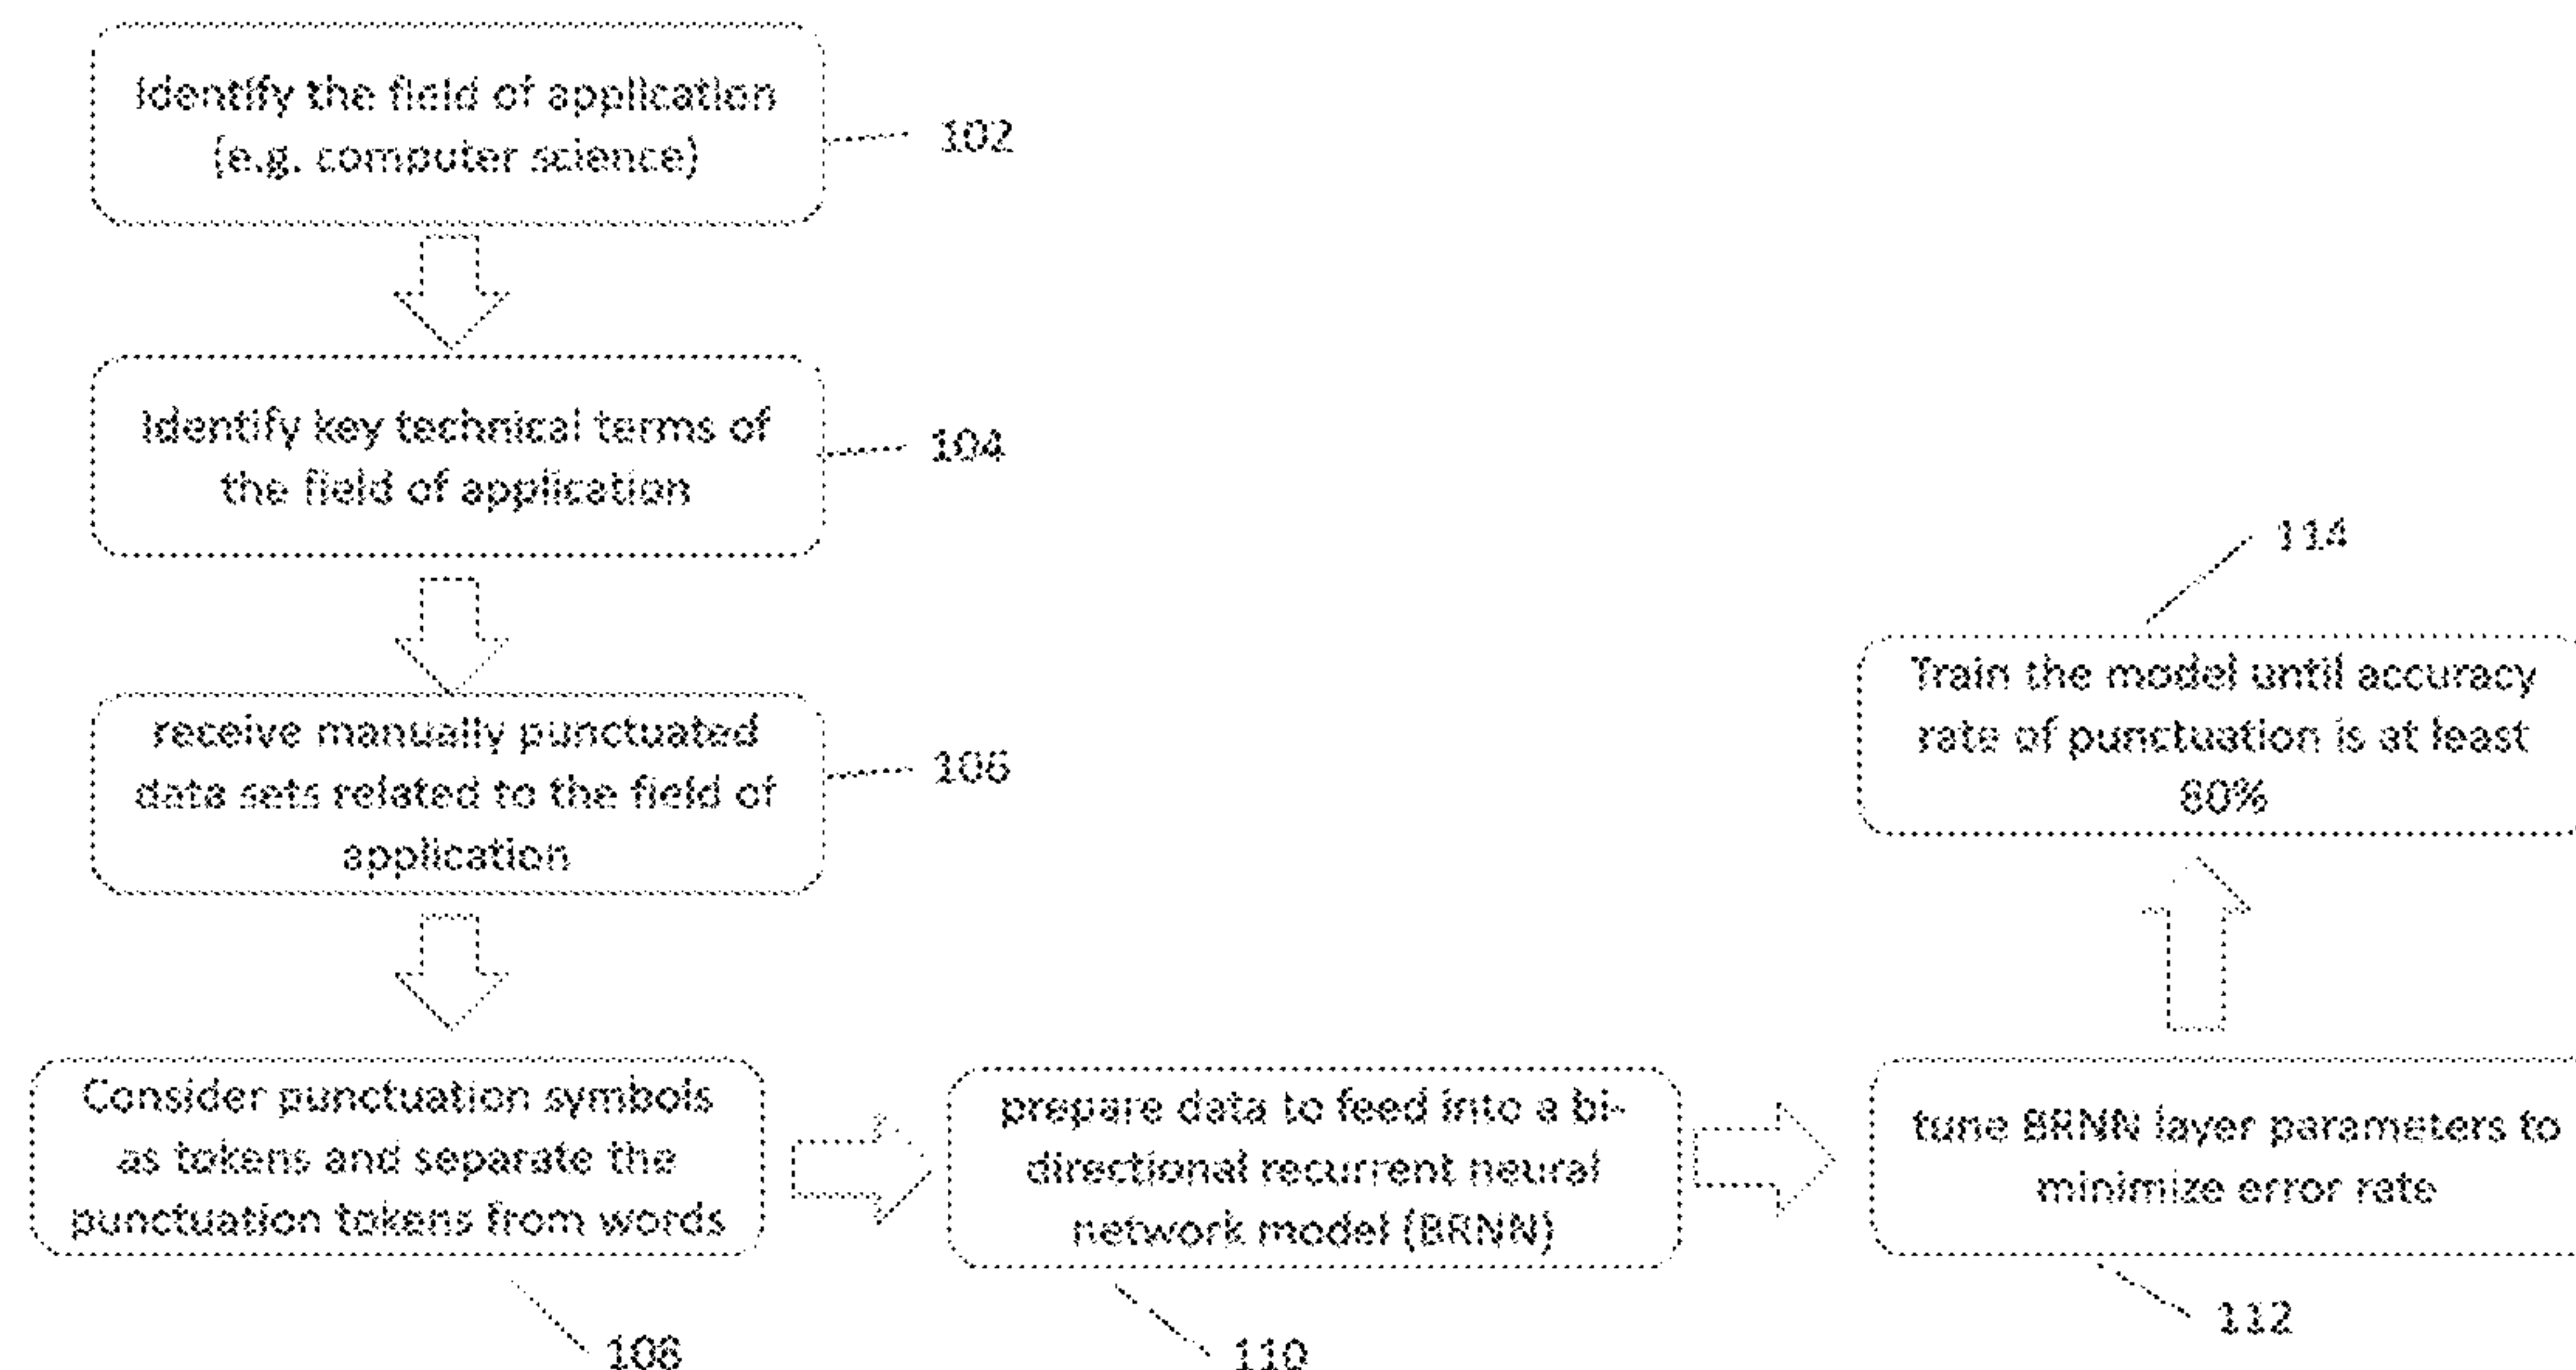 Identify the field of application
(e.g. computer science)
102
Identify key technical terms of
the field of application
104
receive manually punctuated
data sets related to the field of
application
106
Consider punctuation symbols
as tokens and separate the
punctuation tokens from words
108
prepare data to feed into a bi-
directional recurrent neural
network model (BRNN)
110
tune BRNN layer parameters to
minimize error rate
112
Train the model until accuracy
rate of punctuation is at least
80%
114